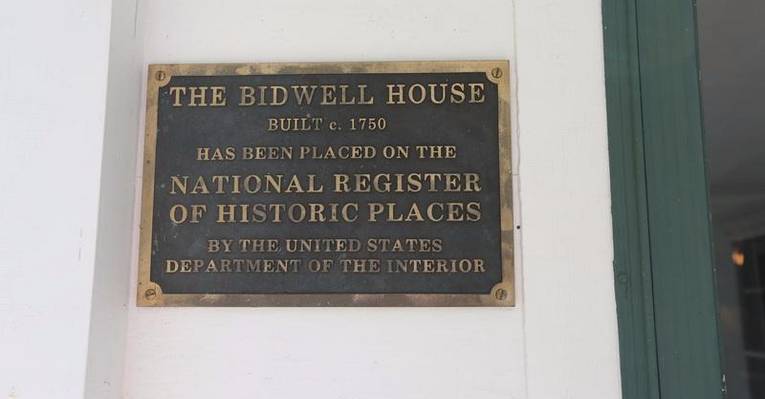 THE BIDWELL HOUSE
BUILT c. 1750
HAS BEEN PLACED ON THE
NATIONAL REGISTER
OF HISTORIC PLACES
BY THE UNITED STATES
DEPARTMENT OF THE INTERIOR